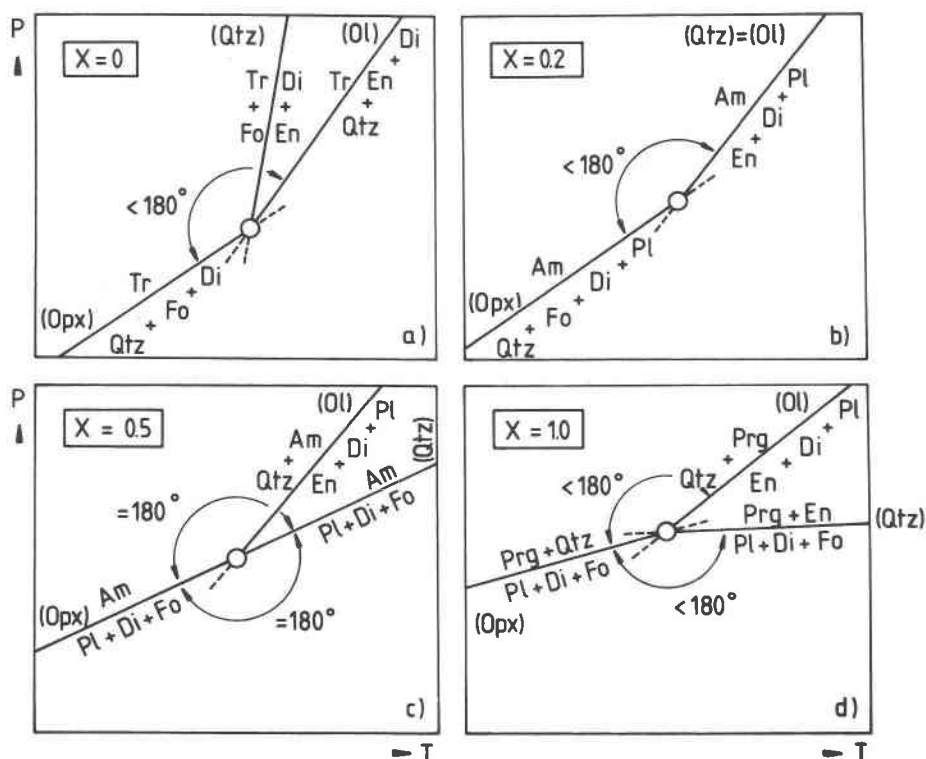 P
X = 0
(Qtz)
(Ol)
Di
Tr Di
+ +
Fo En
Tr En
+
Qtz
+
<180°
Tr Di
+
Fo
+
(Opx)
Qtz
a)
X = 0.2
(Qtz)=(Ol)
Pl
+
Am Di
+
En
<180°
Am Pl
+
Di
+
Fo
+
(Opx)
Qtz
b)
P
X = 0.5
(Ol)
Pl
+
Am Di
+ +
Qtz En
(Qtz)
Am
Pl+Di+Fo
=180°
=180°
Am
(Opx)
Pl+Di+Fo
c)
T
X = 1.0
(Ol)
Pl
+
Prg Di
+ +
Qtz En
<180°
Prg+En
(Qtz)
Pl+Di+Fo
Prg+Qtz
Pl+Di+Fo
<180°
(Opx)
d)
T